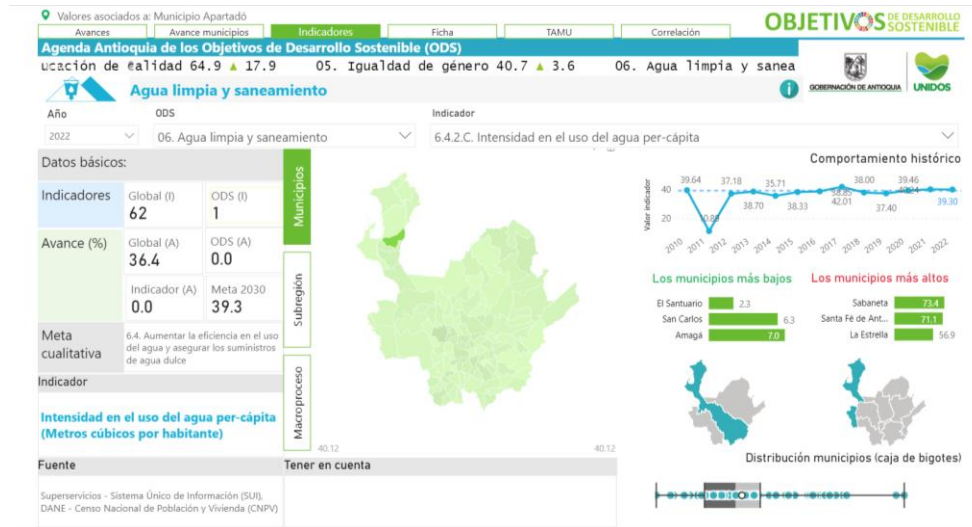 Valores asociados a: Municipio Apartadó
Avances
Avance municipios
Indicadores
Ficha
TAMU
Correlación
OBJETIVOS DE DESARROLLO SOSTENIBLE
Agenda Antioquia de los Objetivos de Desarrollo Sostenible (ODS)
ucación de calidad 64.9 ▲ 17.9 05. Igualdad de género 40.7 ▲ 3.6 06. Agua limpia y sanea
Agua limpia y saneamiento
GOBERNACIÓN DE ANTIOQUIA
UNIDOS
Año
ODS
Indicador
2022
06. Agua limpia y saneamiento
6.4.2.C. Intensidad en el uso del agua per-cápita
Datos básicos:
Indicadores
Global (I)
62
ODS (I)
1
Avance (%)
Global (A)
36.4
ODS (A)
0.0
Indicador (A)
0.0
Meta 2030
39.3
Meta cualitativa
6.4. Aumentar la eficiencia en el uso
del agua y asegurar los suministros
de agua dulce
Indicador
Intensidad en el uso del agua per-cápita
(Metros cúbicos por habitante)
Fuente
Superservicios - Sistema Único de Información (SUI),
DANE - Censo Nacional de Población y Vivienda (CNPV)
Municipios
Subregión
Macroproceso
40.12
40.12
Tener en cuenta
Comportamiento histórico
Valor indicador
40
20
39.64
37.18
38.70
35.71
38.33
42.01
38.00
37.40
39.46
39.30
2010
2011
2012
2013
2014
2015
2016
2017
2018
2019
2020
2021
2022
Los municipios más bajos
El Santuario 2.3
San Carlos 6.3
Amagá 7.0
Los municipios más altos
Sabaneta 73.4
Santa Fé de Ant... 71.1
La Estrella 56.9
Distribución municipios (caja de bigotes)